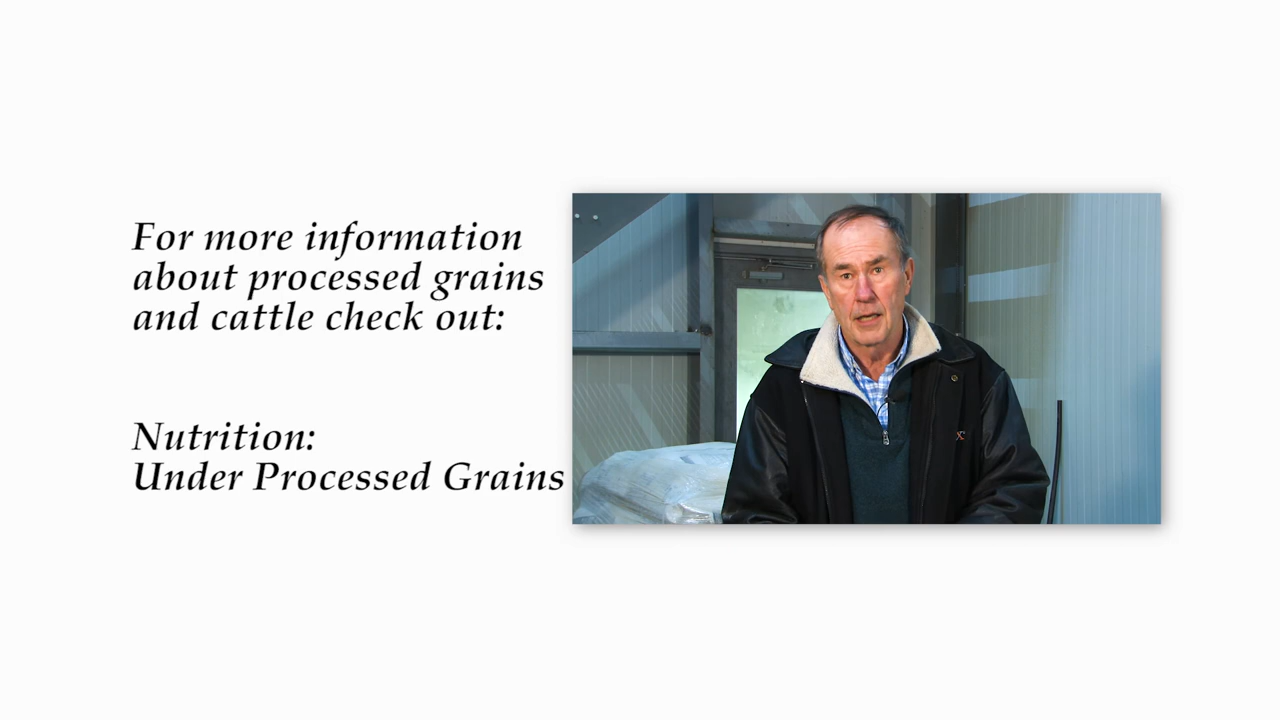 For more information
about processed grains
and cattle check out:
Nutrition:
Under Processed Grains